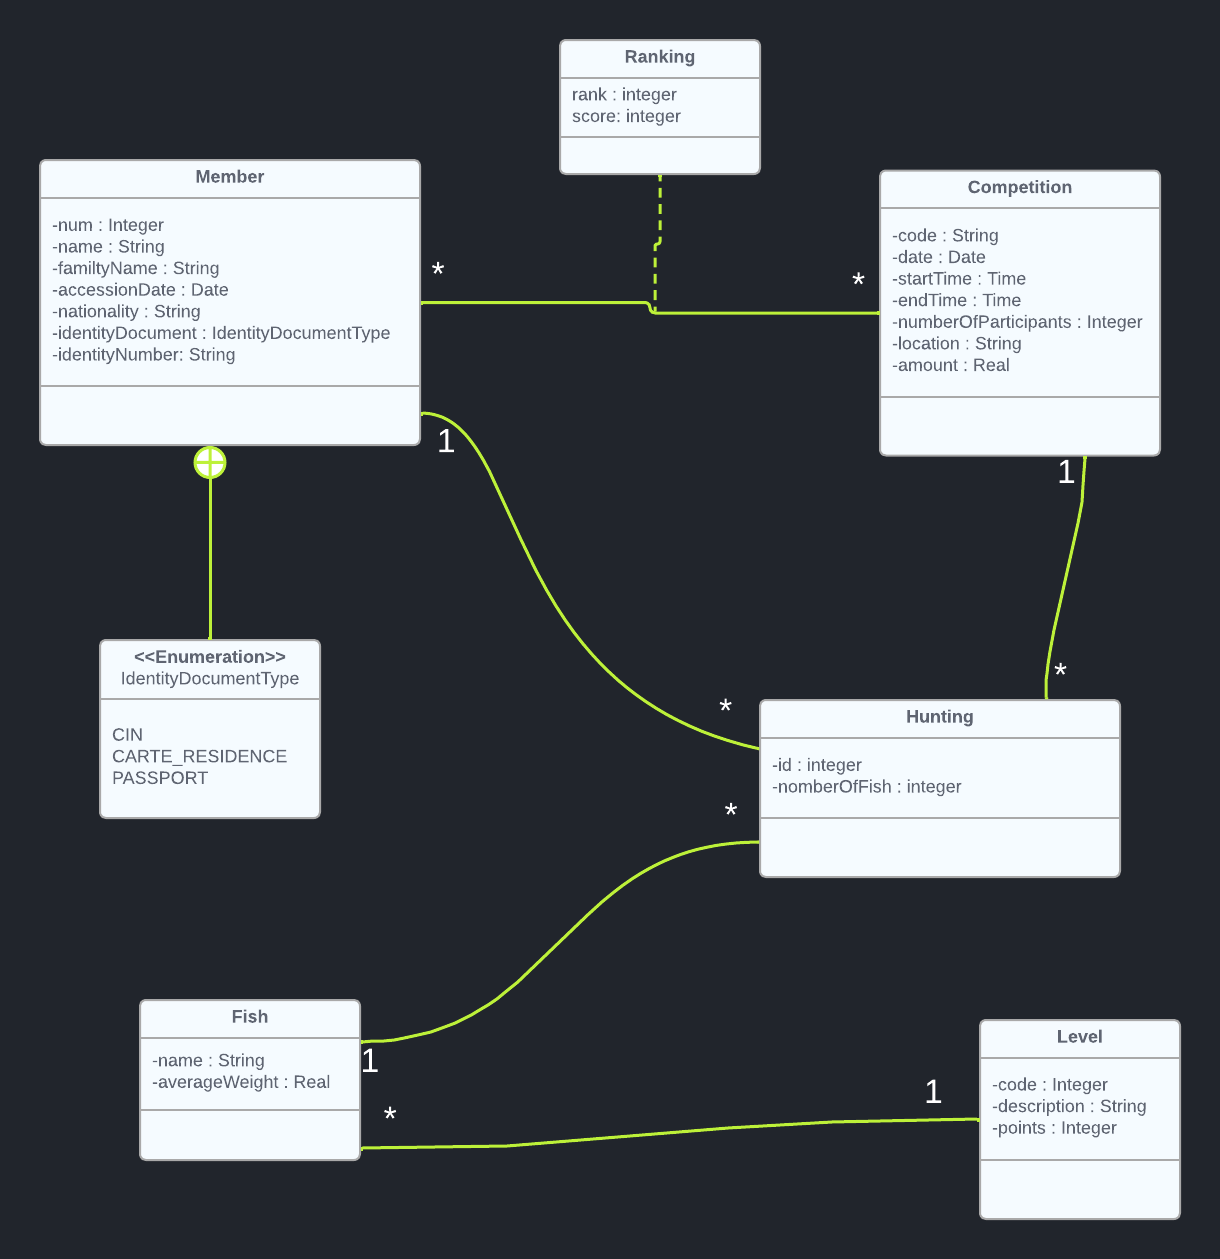 Ranking
rank : integer
score: integer
Member
-num : Integer
-name : String
-familtyName : String
-accessionDate : Date
-nationality : String
-identityDocument : IdentityDocumentType
-identityNumber: String
Competition
-code : String
-date : Date
-startTime : Time
-endTime : Time
-numberOfParticipants : Integer
-location : String
-amount : Real
*
*
1
1
<<Enumeration>>
IdentityDocumentType
CIN
CARTE_RESIDENCE
PASSPORT
*
*
Hunting
-id : integer
-nomberOfFish : integer
*
Fish
-name : String
-averageWeight : Real
1
*
1
Level
-code : Integer
-description : String
-points : Integer